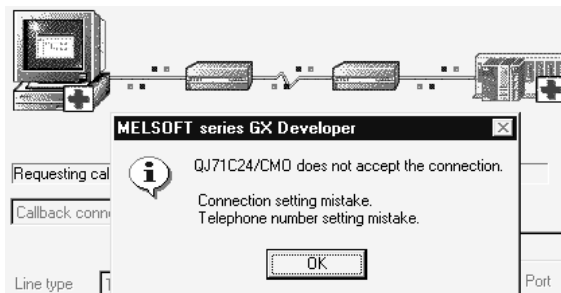 MELSOFT series GX Developer
QJ71C24/CMO does not accept the connection.
Requesting cal
Connection setting mistake.
Telephone number setting mistake.
Callback conn
OK
Line type
Port